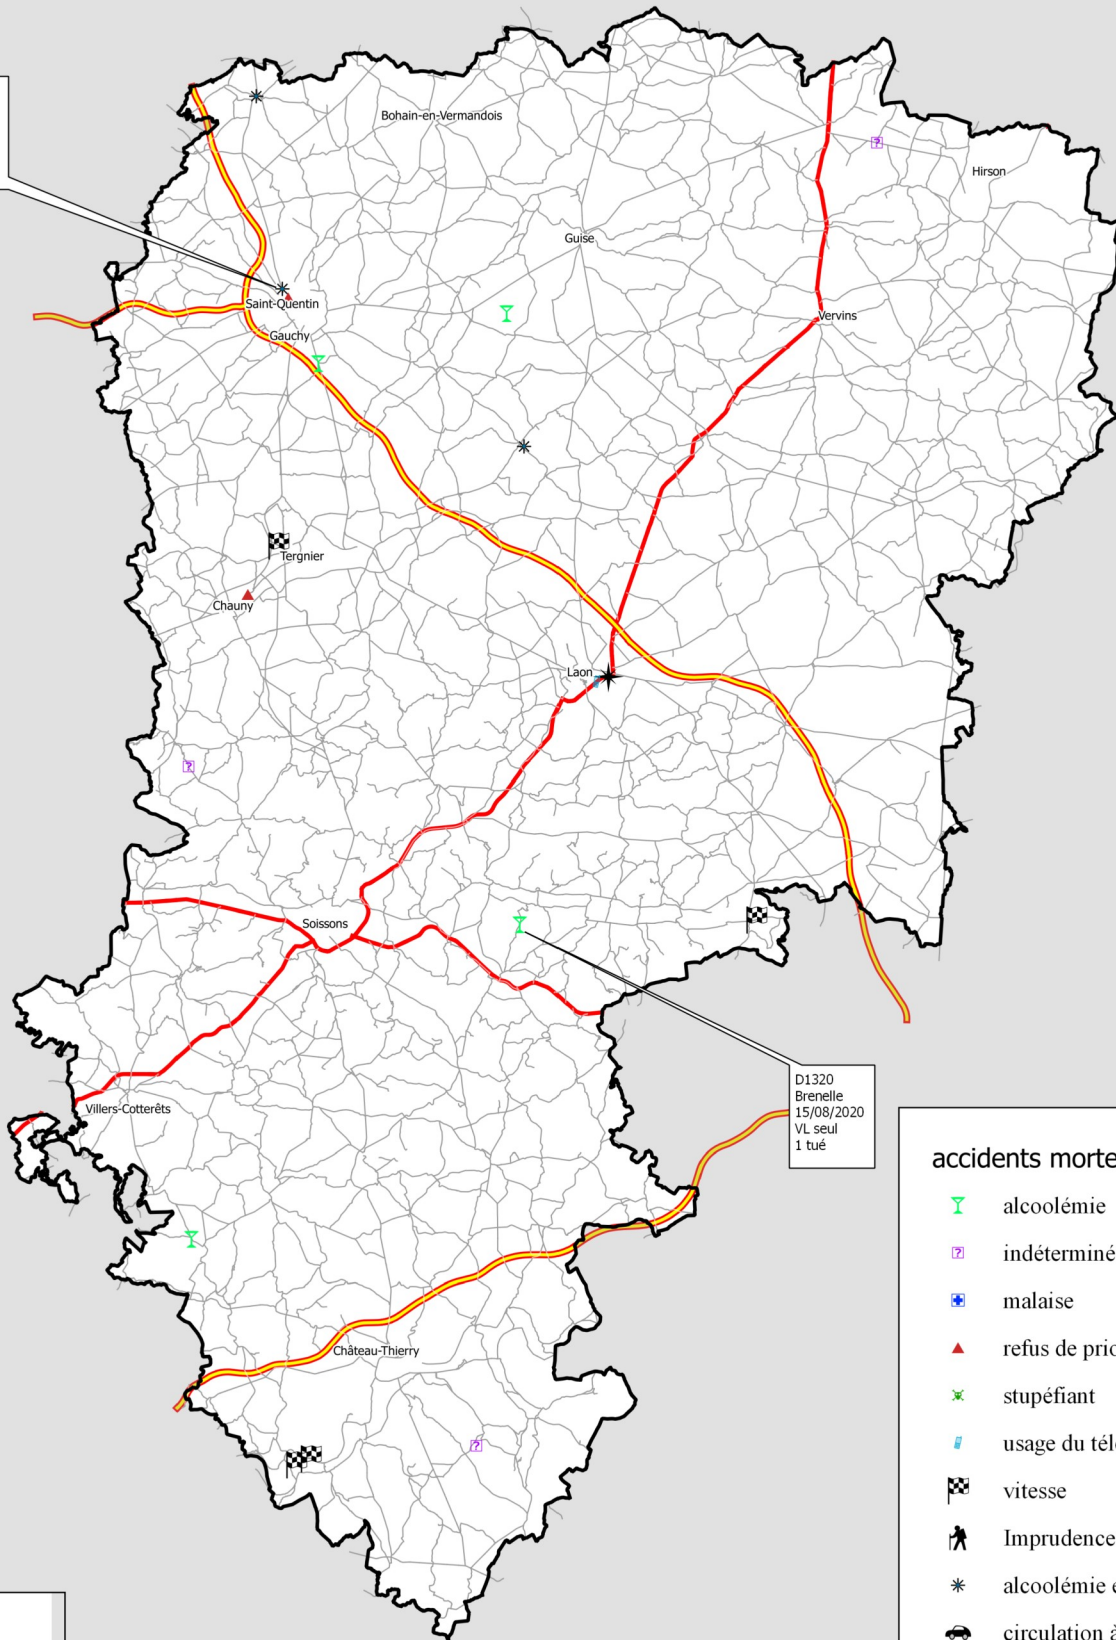 Bohain-en-Vermandois
Hirson
Guise
Saint-Quentin
Vervins
Gauchy
Tergnier
Chauny
Laon
Soissons
D1320
Brenelle
15/08/2020
VL seul
1 tué
Villers-Cotterêts
Château-Thierry
accidents morte
alcoolémie
?
indéterminé
malaise
refus de prio
stupéfiant
usage du télé
vitesse
Imprudence
alcoolémie e
circulation à